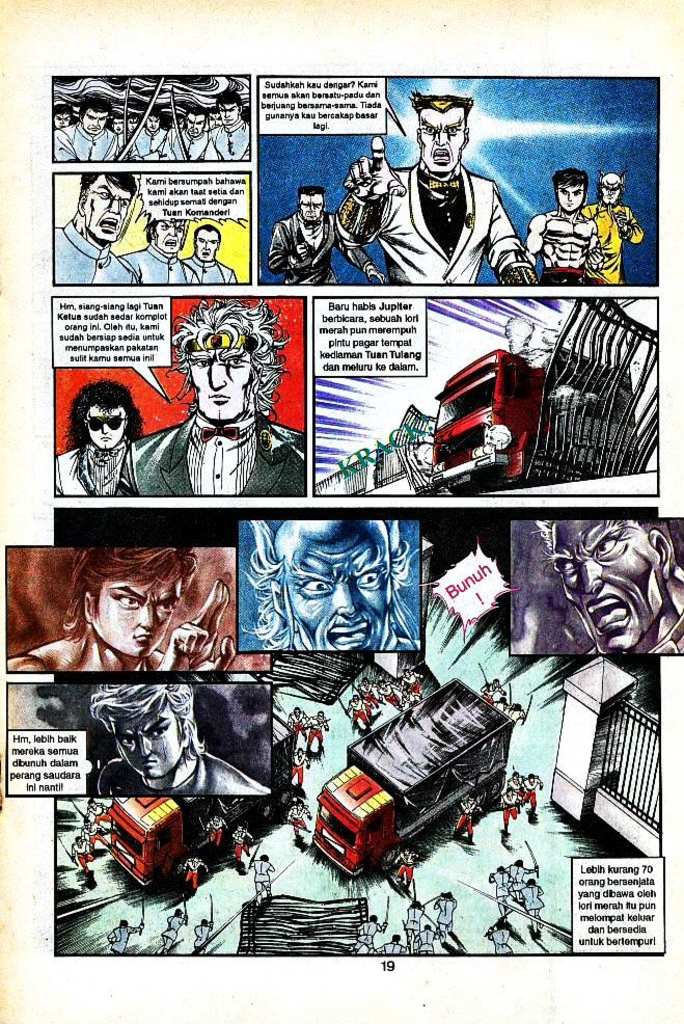 Sudahkah kau dengar? Kami
semua akan bersatu-padu dan
berjuang bersama-sama. Tiada
gunanya kau bercakap basar
lagi.
Kami bersumpah bahawa
kami akan taat setia dan
sehidup semati dengan
Tuan Komander!
Hm, siang-siang lagi Tuan
Ketua sudah sedar komplot
orang ini. Oleh itu, kami
sudah bersiap sedia untuk
menumpaskan pakatan
sulit kamu semua ini!
Baru habis Jupiter
berbicara, sebuah lori
merah pun merempuh
pintu pagar tempat
kediaman Tuan Tulang
dan meluru ke dalam.
KRACK
Bunuh
!
Hm, lebih baik
mereka semua
dibunuh dalam
perang saudara
ini nanti!
Lebih kurang 70
orang bersenjata
yang dibawa oleh
lori merah itu pun
melompat keluar
dan bersedia
untuk bertempur!
19